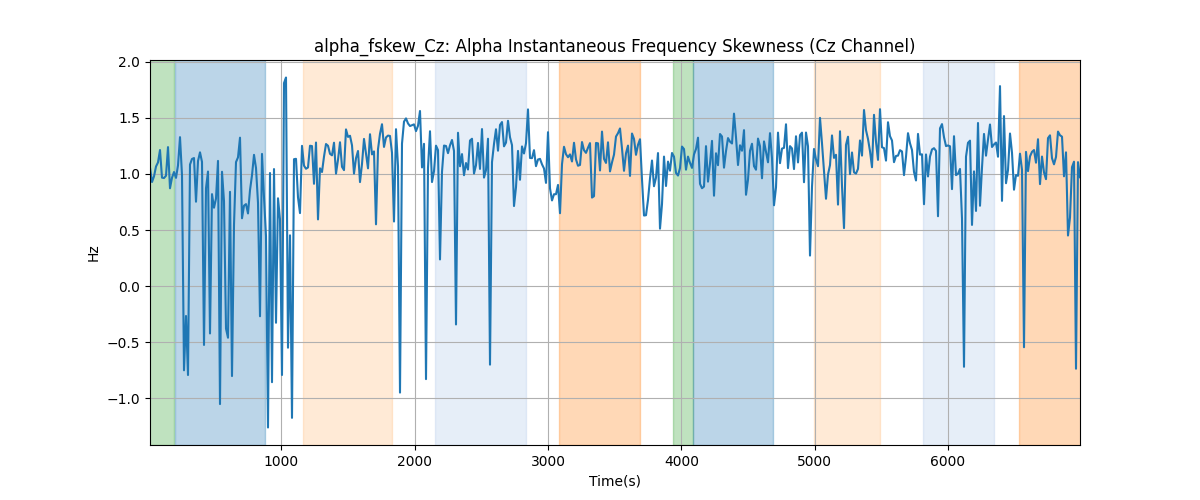 alpha_fskew_Cz: Alpha Instantaneous Frequency Skewness (Cz Channel)
2.0
1.5
1.0
0.5
0.0
−0.5
−1.0
Hz
1000 2000 3000 4000 5000 6000
Time(s)